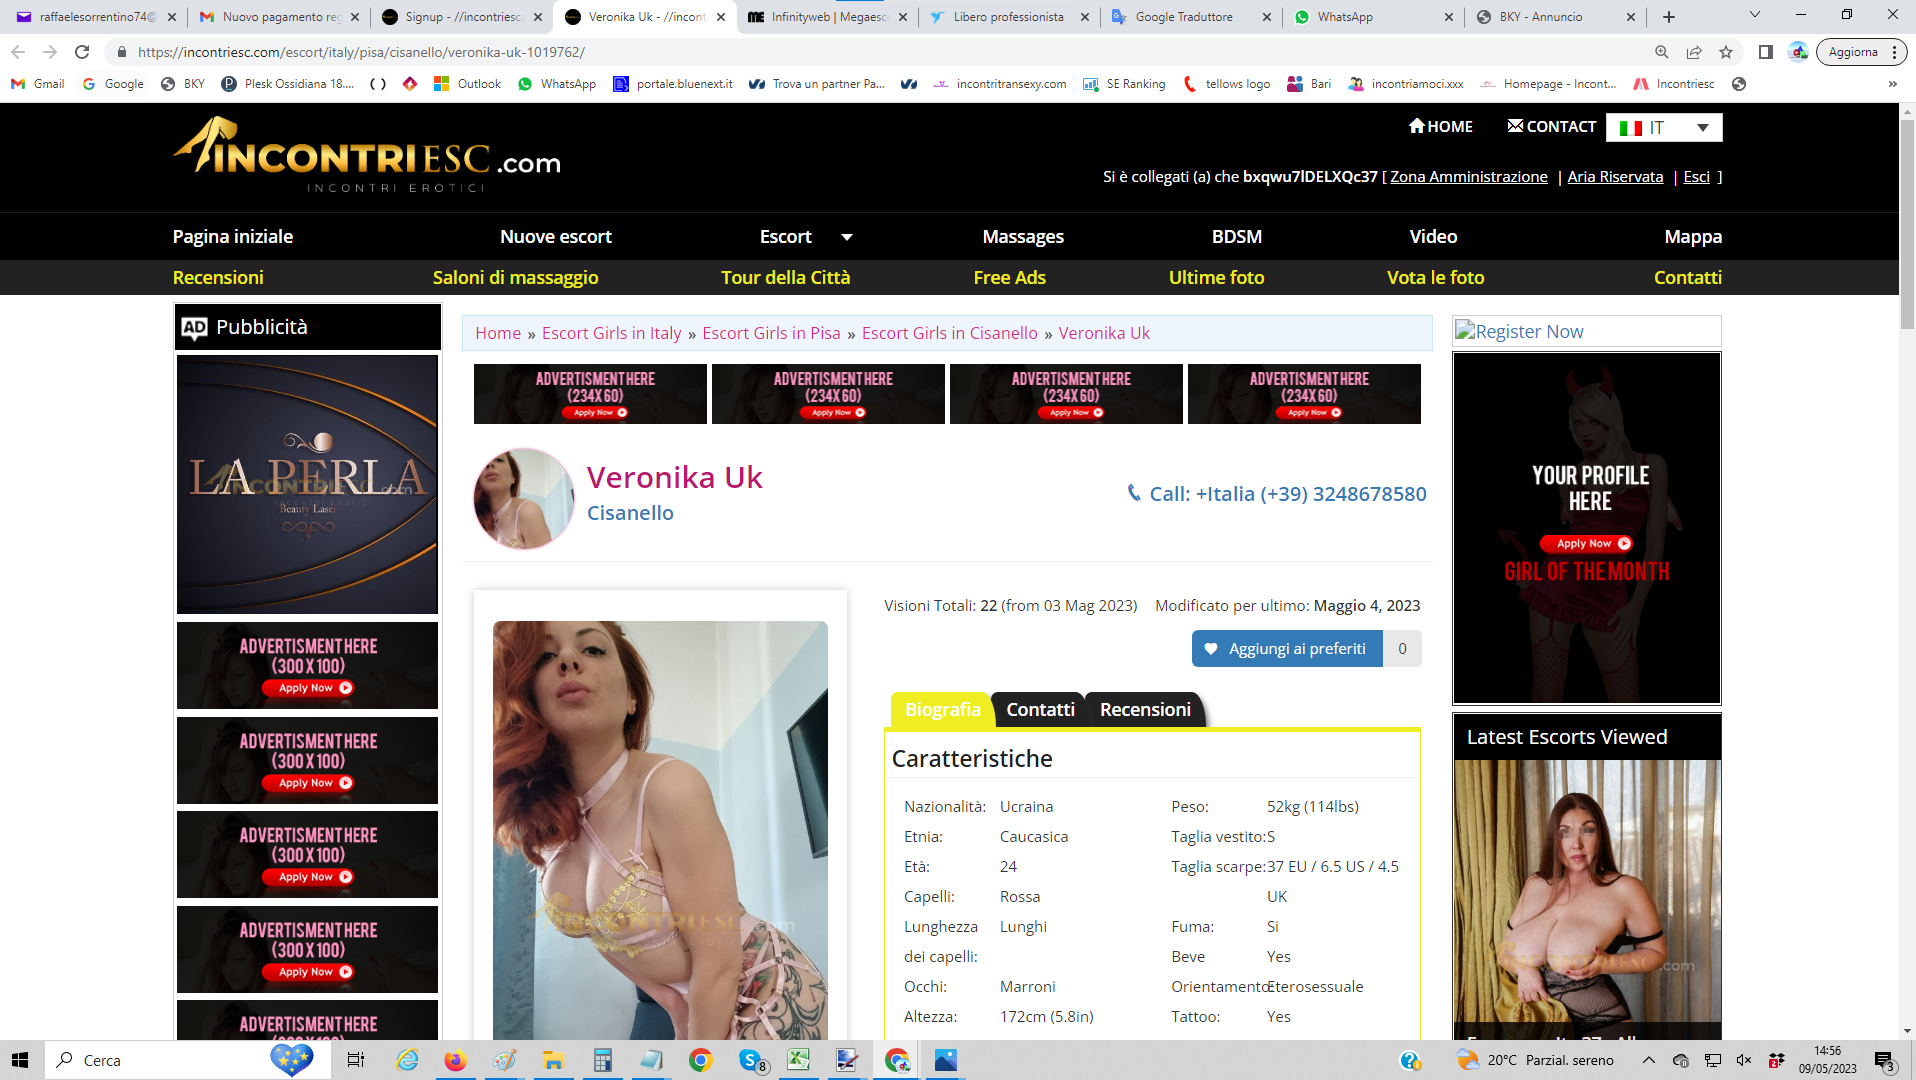 raffaelesorrentino74@
Nuovo pagamento reg
Signup - //incontriesc.
Veronika Uk - //incont
Infinityweb | Megaesco
Libero professionista
Google Traduttore
WhatsApp
BKY - Annuncio
https://incontriesc.com/escort/italy/pisa/cisanello/veronika-uk-1019762/
Aggiorna
Gmail
Google
BKY
Plesk Ossidiana 18....
Outlook
WhatsApp
portale.bluenext.it
Trova un partner Pa...
incontritransexy.com
SE Ranking
tellows logo
Bari
incontriamoci.xxx
Homepage - Incont...
Incontriesc
»
INCONTRIESC.com
INCONTRI EROTICI
HOME
CONTACT
IT
Si è collegati (a) che bxqwu7lDELXQc37 [ Zona Amministrazione | Aria Riservata | Esci ]
Pagina iniziale
Nuove escort
Escort
Massages
BDSM
Video
Mappa
Recensioni
Saloni di massaggio
Tour della Città
Free Ads
Ultime foto
Vota le foto
Contatti
AD Pubblicità
LA PERLA
Beauty Laser
ADVERTISMENT HERE
(300 X 100)
Apply Now
ADVERTISMENT HERE
(300 X 100)
Apply Now
ADVERTISMENT HERE
(300 X 100)
Apply Now
ADVERTISMENT HERE
(300 X 100)
Apply Now
ADVERTISMENT HERE
Home » Escort Girls in Italy » Escort Girls in Pisa » Escort Girls in Cisanello » Veronika Uk
ADVERTISMENT HERE
(234X60)
Apply Now
ADVERTISMENT HERE
(234X60)
Apply Now
ADVERTISMENT HERE
(234X60)
Apply Now
ADVERTISMENT HERE
(234X60)
Apply Now
Veronika Uk
Cisanello
Call: +Italia (+39) 3248678580
INCONTRIESC.com
Visioni Totali: 22 (from 03 Mag 2023)
Modificato per ultimo: Maggio 4, 2023
Aggiungi ai preferiti
0
Biografia
Contatti
Recensioni
Caratteristiche
Nazionalità: Ucraina
Etnia: Caucasica
Età: 24
Capelli: Rossa
Lunghezza Lunghi
dei capelli:
Occhi: Marroni
Altezza: 172cm (5.8in)
Peso: 52kg (114lbs)
Taglia vestito: S
Taglia scarpe: 37 EU / 6.5 US / 4.5
UK
Fuma: Si
Beve Yes
Orientamento: Eterosessuale
Tattoo: Yes
Register Now
YOUR PROFILE
HERE
Apply Now
GIRL OF THE MONTH
Latest Escorts Viewed
Cerca
8
20°C Parzial. sereno
14:56
09/05/2023
3